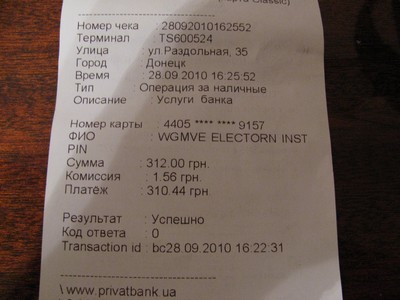 Classic)
------------------------------
Номер чека : 28092010162552
Терминал : TS600524
Улица : ул.Раздольная, 35
Город : Донецк
Время : 28.09.2010 16:25:52
Тип : Операция за наличные
Описание : Услуги банка
Номер карты : 4405 **** **** 9157
ФИО : WGMVE ELECTORN INST
PIN
Сумма : 312.00 грн.
Комиссия : 1.56 грн.
Платёж : 310.44 грн.
Результат : Успешно
Код ответа : 0
Transaction id : bc28.09.2010 16:22:31
------------------------------
\ www.privatbank.ua